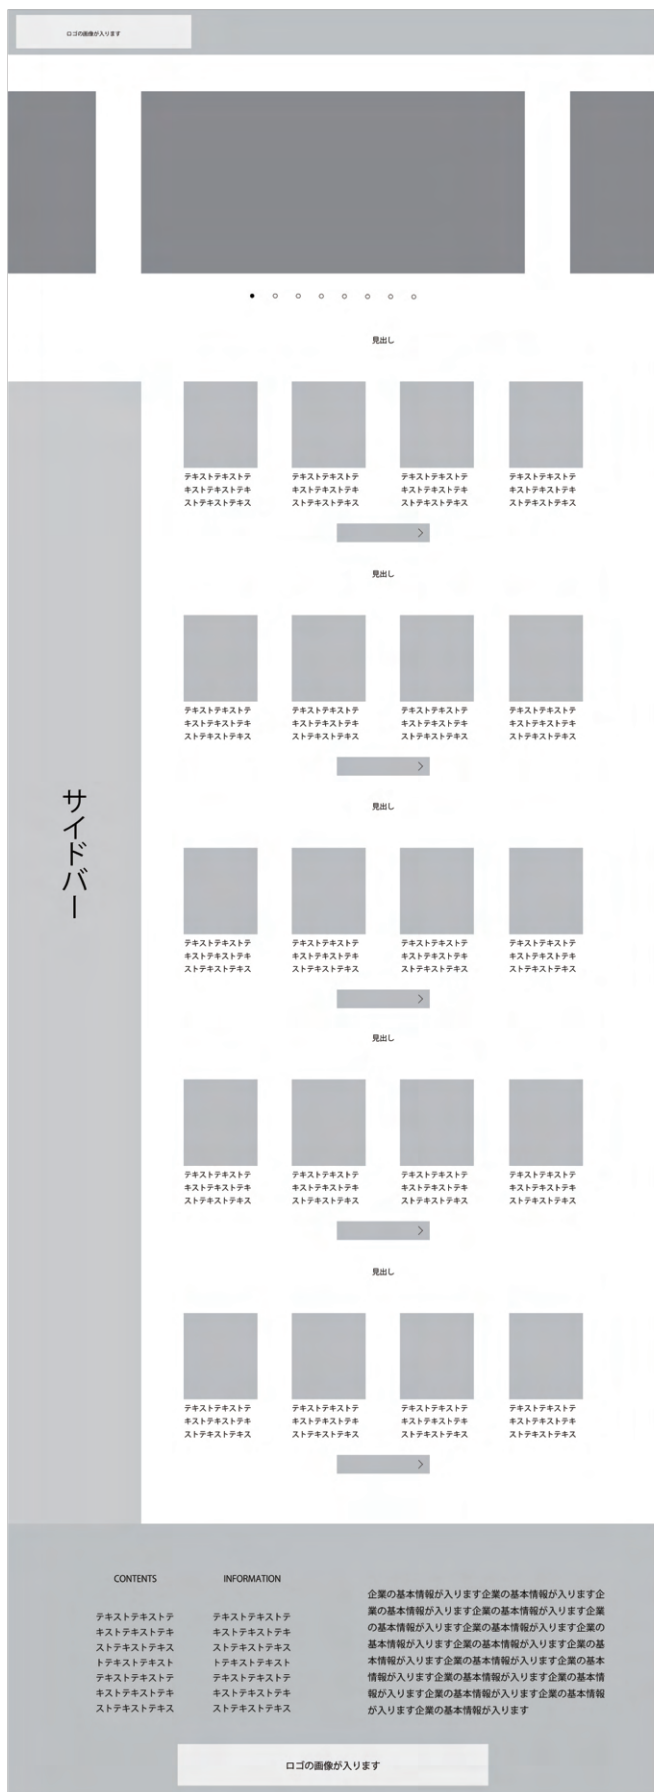 ロゴの画像が入ります
見出し
テキストテキストテ
キストテキストテキ
ストテキストテキス
テキストテキストテ
キストテキストテキ
ストテキストテキス
テキストテキストテ
キストテキストテキ
ストテキストテキス
テキストテキストテ
キストテキストテキ
ストテキストテキス
見出し
テキストテキストテ
キストテキストテキ
ストテキストテキス
テキストテキストテ
キストテキストテキ
ストテキストテキス
テキストテキストテ
キストテキストテキ
ストテキストテキス
テキストテキストテ
キストテキストテキ
ストテキストテキス
サイドバー
見出し
テキストテキストテ
キストテキストテキ
ストテキストテキス
テキストテキストテ
キストテキストテキ
ストテキストテキス
テキストテキストテ
キストテキストテキ
ストテキストテキス
テキストテキストテ
キストテキストテキ
ストテキストテキス
見出し
テキストテキストテ
キストテキストテキ
ストテキストテキス
テキストテキストテ
キストテキストテキ
ストテキストテキス
テキストテキストテ
キストテキストテキ
ストテキストテキス
テキストテキストテ
キストテキストテキ
ストテキストテキス
見出し
テキストテキストテ
キストテキストテキ
ストテキストテキス
テキストテキストテ
キストテキストテキ
ストテキストテキス
テキストテキストテ
キストテキストテキ
ストテキストテキス
テキストテキストテ
キストテキストテキ
ストテキストテキス
CONTENTS
テキストテキストテ
キストテキストテキ
ストテキストテキス
トテキストテキスト
テキストテキストテ
キストテキストテキ
ストテキストテキス
INFORMATION
テキストテキストテ
キストテキストテキ
ストテキストテキス
トテキストテキスト
テキストテキストテ
キストテキストテキ
ストテキストテキス
企業の基本情報が入ります企業の基本情報が入ります企
業の基本情報が入ります企業の基本情報が入ります企業
の基本情報が入ります企業の基本情報が入ります企業の
基本情報が入ります企業の基本情報が入ります企業の基
本情報が入ります企業の基本情報が入ります企業の基本
情報が入ります企業の基本情報が入ります企業の基本情
報が入ります企業の基本情報が入ります企業の基本情報
が入ります企業の基本情報が入ります
ロゴの画像が入ります